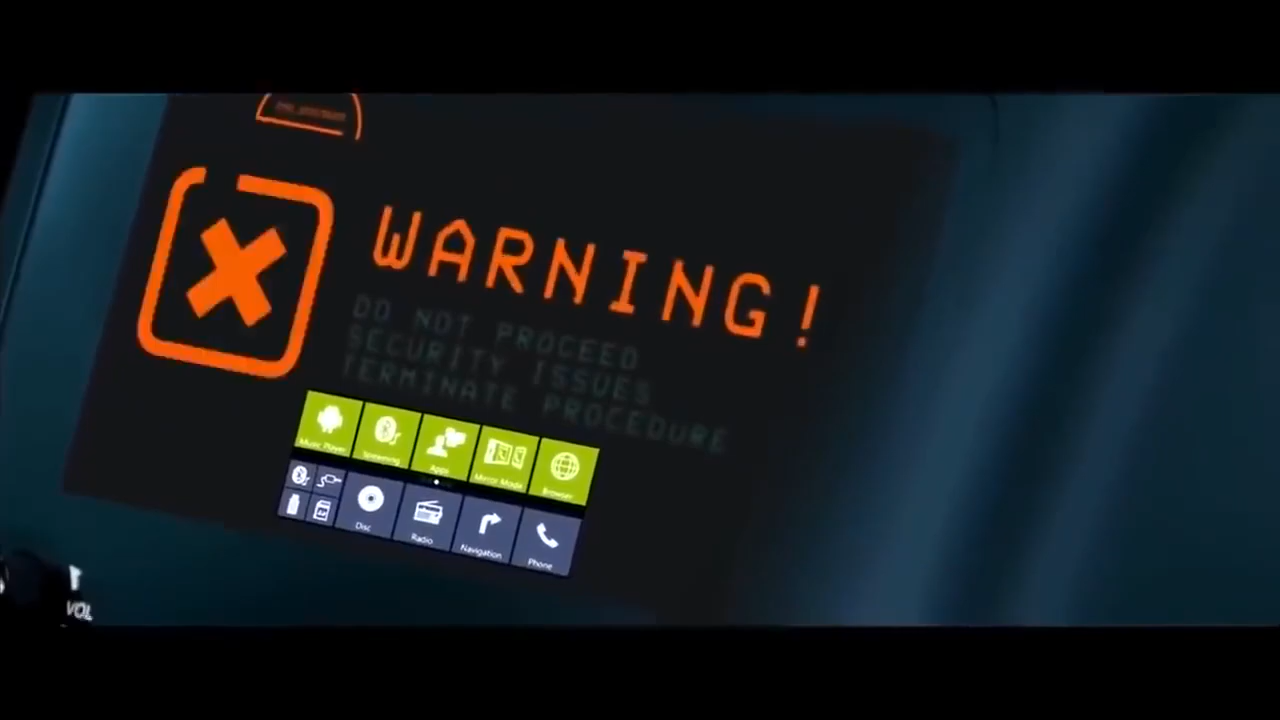 WARNING!
DO NOT PROCEED
SECURITY ISSUES
TERMINATE PROCEDURE
Music Player
Streaming
Apps
Mirror Mode
Browser
Disc
Radio
Navigation
Phone
VOL